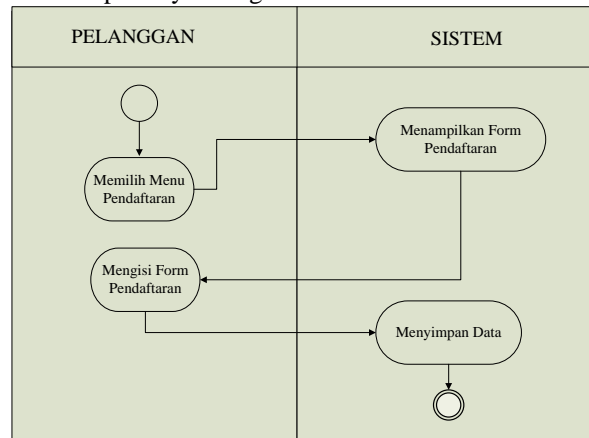 PELANGGAN
SISTEM
Menampilkan Form
Pendaftaran
Memilih Menu
Pendaftaran
Mengisi Form
Pendaftaran
Menyimpan Data